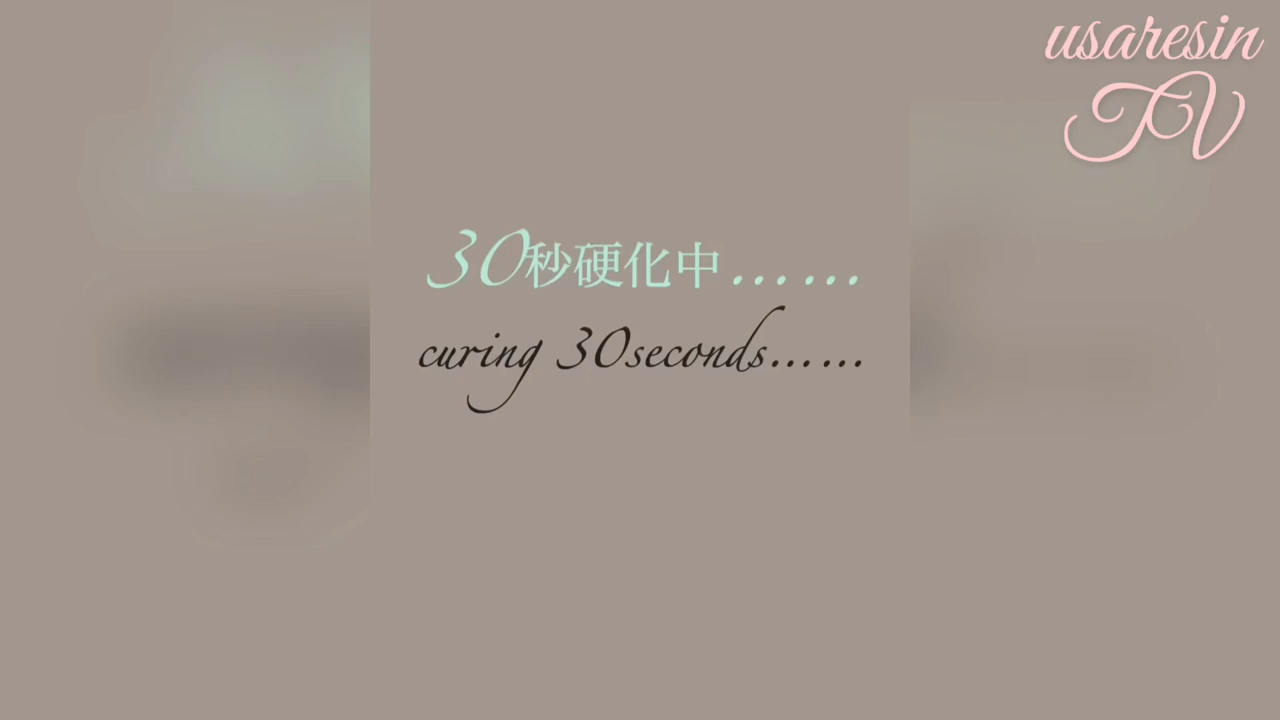 usaresin
TV
30秒硬化中……
curing 30seconds……